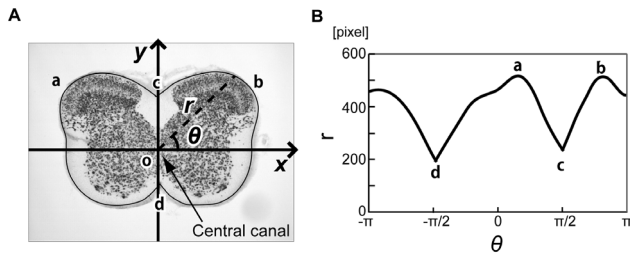 A
y
a
c
b
r
θ
o
x
d
Central canal
B
[pixel]
600
a
b
400
r
200
d
c
0
-π
-π/2
0
π/2
π
θ